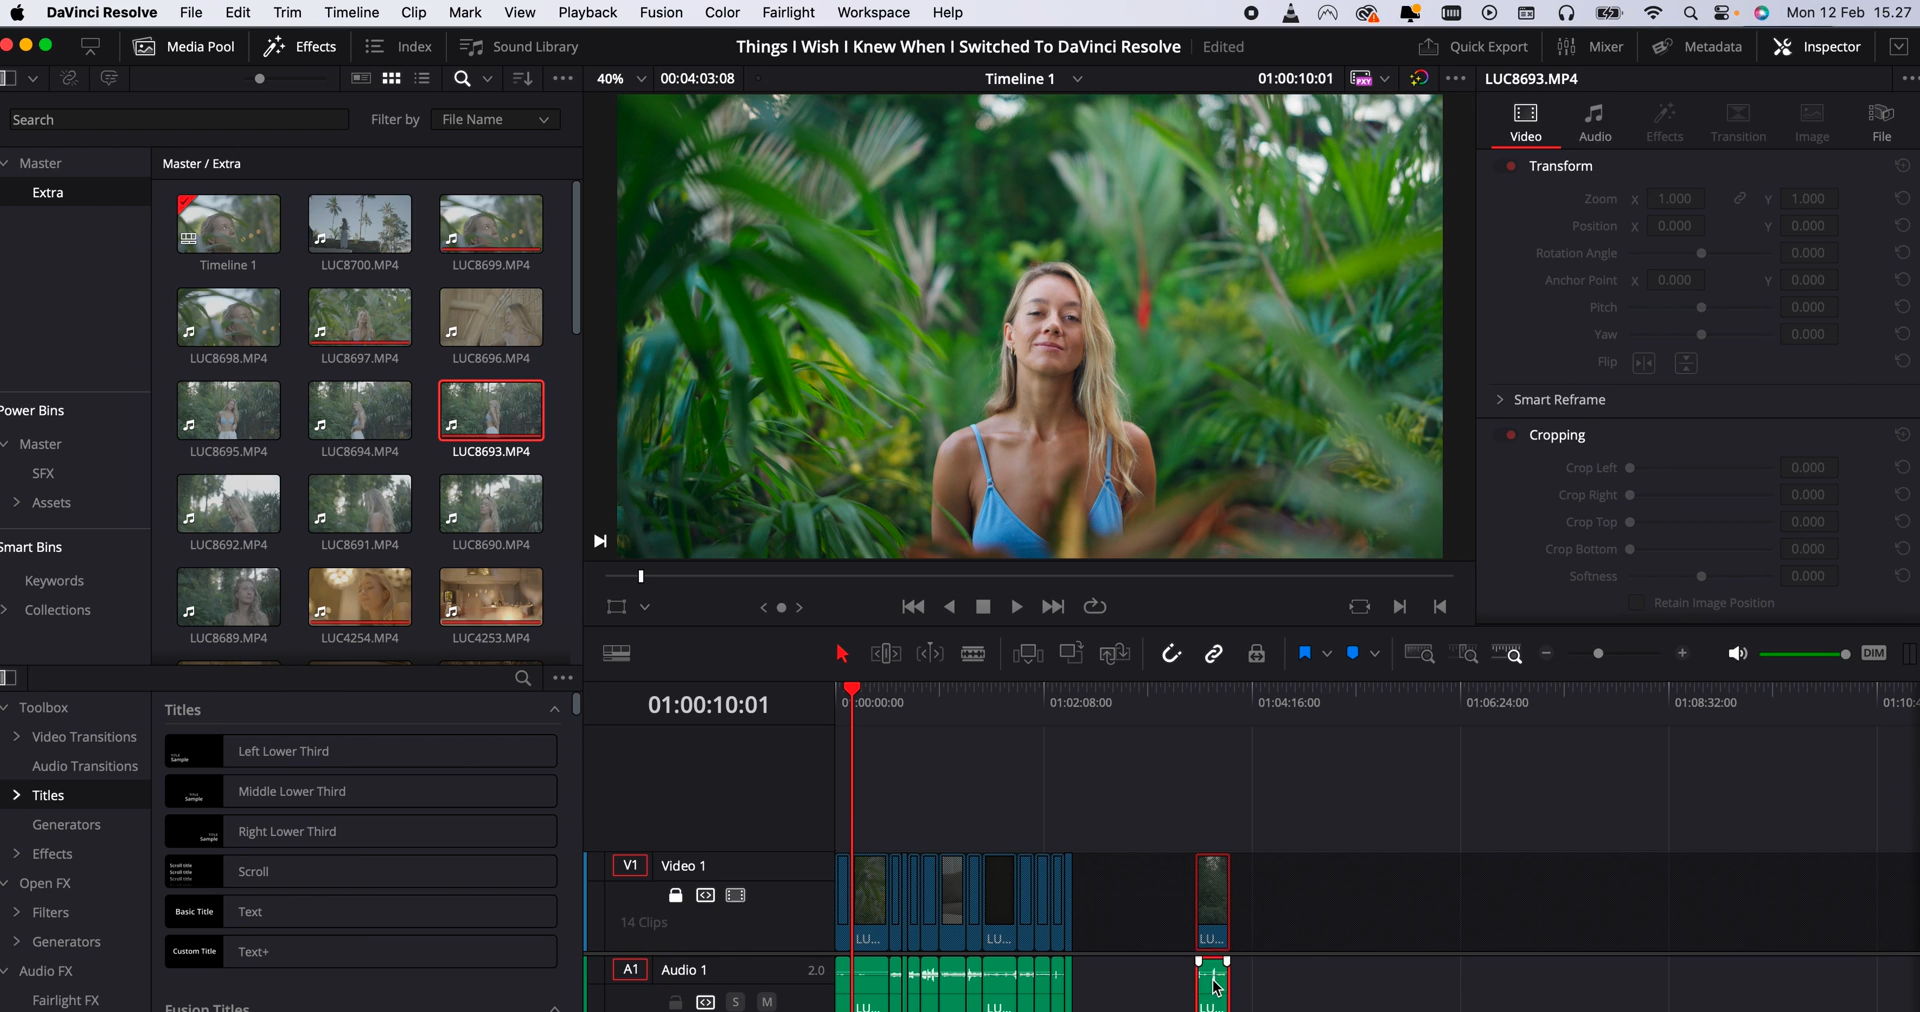 DaVinci Resolve File Edit Trim Timeline Clip Mark View Playback Fusion Color Fairlight Workspace Help Mon 12 Feb 15.27
Media Pool Effects Index Sound Library Things I Wish I Knew When I Switched To DaVinci Resolve Edited Quick Export Mixer Metadata Inspector
40% 00:04:03:08 Timeline 1 01:00:10:01 PXY LUC8693.MP4
Search Filter by File Name
Video Audio Effects Transition Image File
Master Master / Extra
Extra
Transform
Zoom X 1.000 Y 1.000
Position X 0.000 Y 0.000
Rotation Angle 0.000
Anchor Point X 0.000 Y 0.000
Pitch 0.000
Yaw 0.000
Flip
Smart Reframe
Cropping
Crop Left 0.000
Crop Right 0.000
Crop Top 0.000
Crop Bottom 0.000
Softness 0.000
Retain Image Position
Timeline 1 LUC8700.MP4 LUC8699.MP4
LUC8698.MP4 LUC8697.MP4 LUC8696.MP4
LUC8695.MP4 LUC8694.MP4 LUC8693.MP4
LUC8692.MP4 LUC8691.MP4 LUC8690.MP4
LUC8689.MP4 LUC4254.MP4 LUC4253.MP4
Power Bins
Master
SFX
Assets
Smart Bins
Keywords
Collections
DIM
Toolbox
Video Transitions
Audio Transitions
Titles
Generators
Effects
Open FX
Filters
Generators
Audio FX
Fairlight FX
Titles
Left Lower Third
Middle Lower Third
Right Lower Third
Scroll
Basic Title Text
Custom Title Text+
Fusion Titles
01:00:10:01 01:02:08:00 01:04:16:00 01:06:24:00 01:08:32:00
V1 Video 1
14 Clips
LU... LU... LU...
A1 Audio 1 2.0
S M
LU... LU... LU...